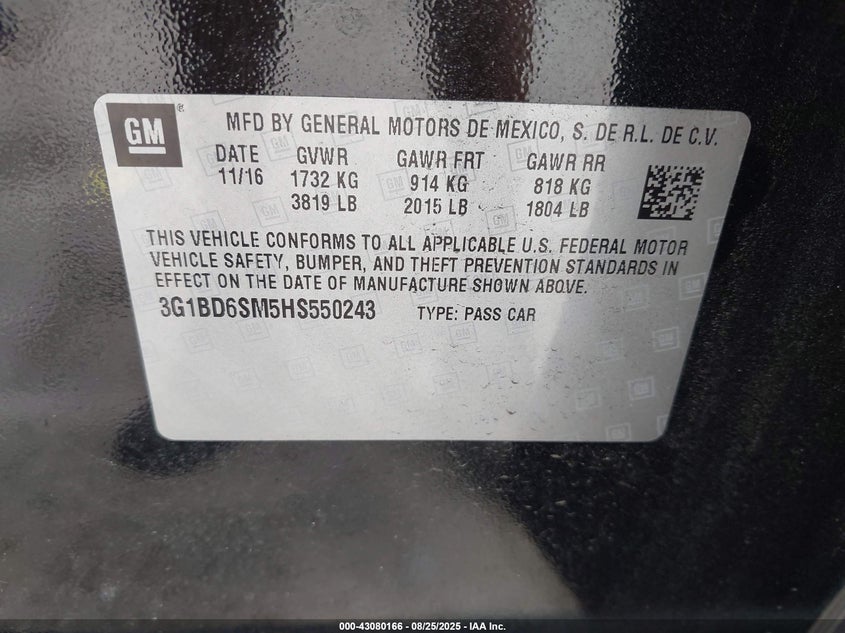 GM®
MFD BY GENERAL MOTORS DE MEXICO, S. DE R.L. DE C.V.
DATE GVWR GAWR FRT GAWR RR
11/16 1732 KG 914 KG 818 KG
3819 LB 2015 LB 1804 LB
THIS VEHICLE CONFORMS TO ALL APPLICABLE U.S. FEDERAL MOTOR
VEHICLE SAFETY, BUMPER, AND THEFT PREVENTION STANDARDS IN
EFFECT ON THE DATE OF MANUFACTURE SHOWN ABOVE.
3G1BD6SM5HS550243 TYPE: PASS CAR
000-43080166 - 08/25/2025 - IAA Inc.